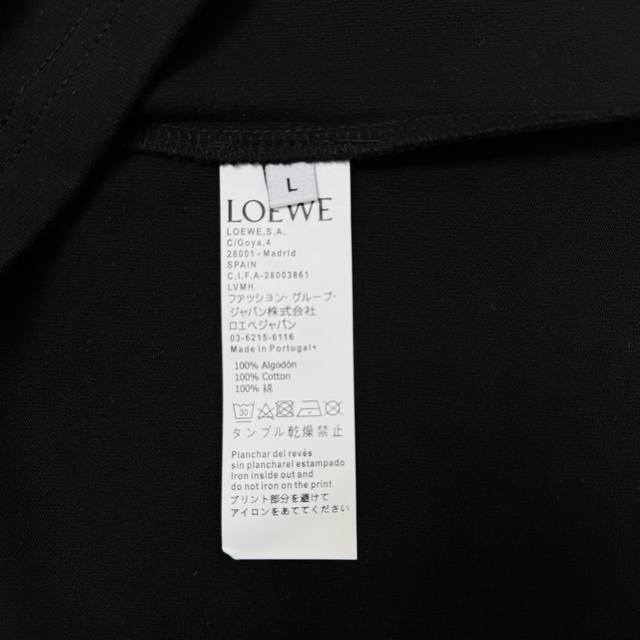 L
LOEWE
LOEWE,S.A.
C/Goya,4
28001-Madrid
SPAIN
C.I.F.A-28003861
LVMH
ファッション・グループ・
ジャパン株式会社
ロエベジャパン
03-6215-6116
Made in Portugal+
100% Algodón
100% Cotton
100% 綿
30
タンブル乾燥禁止
Planchar del revés
sin plancharel estampado
Iron inside out and
do not iron on the print
プリント部分を避けて
アイロンをあててください